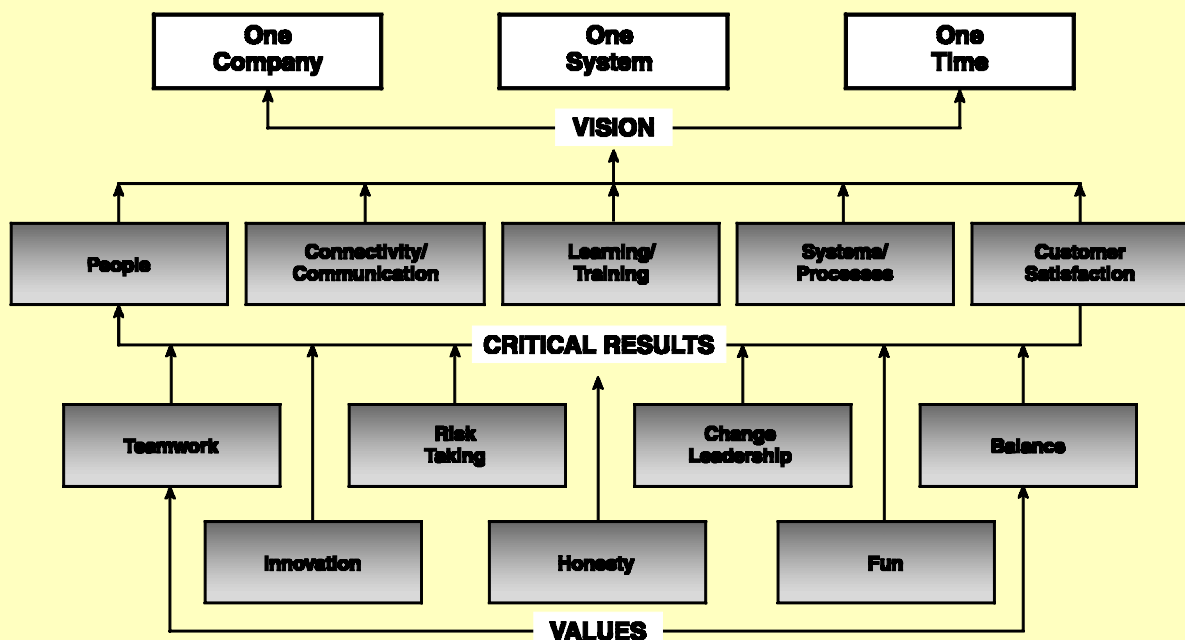 One
Company
One
System
One
Time
VISION
People
Connectivity/
Communication
Learning/
Training
Systems/
Processes
Customer
Satisfaction
CRITICAL RESULTS
Teamwork
Risk
Taking
Change
Leadership
Balance
Innovation
Honesty
Fun
VALUES